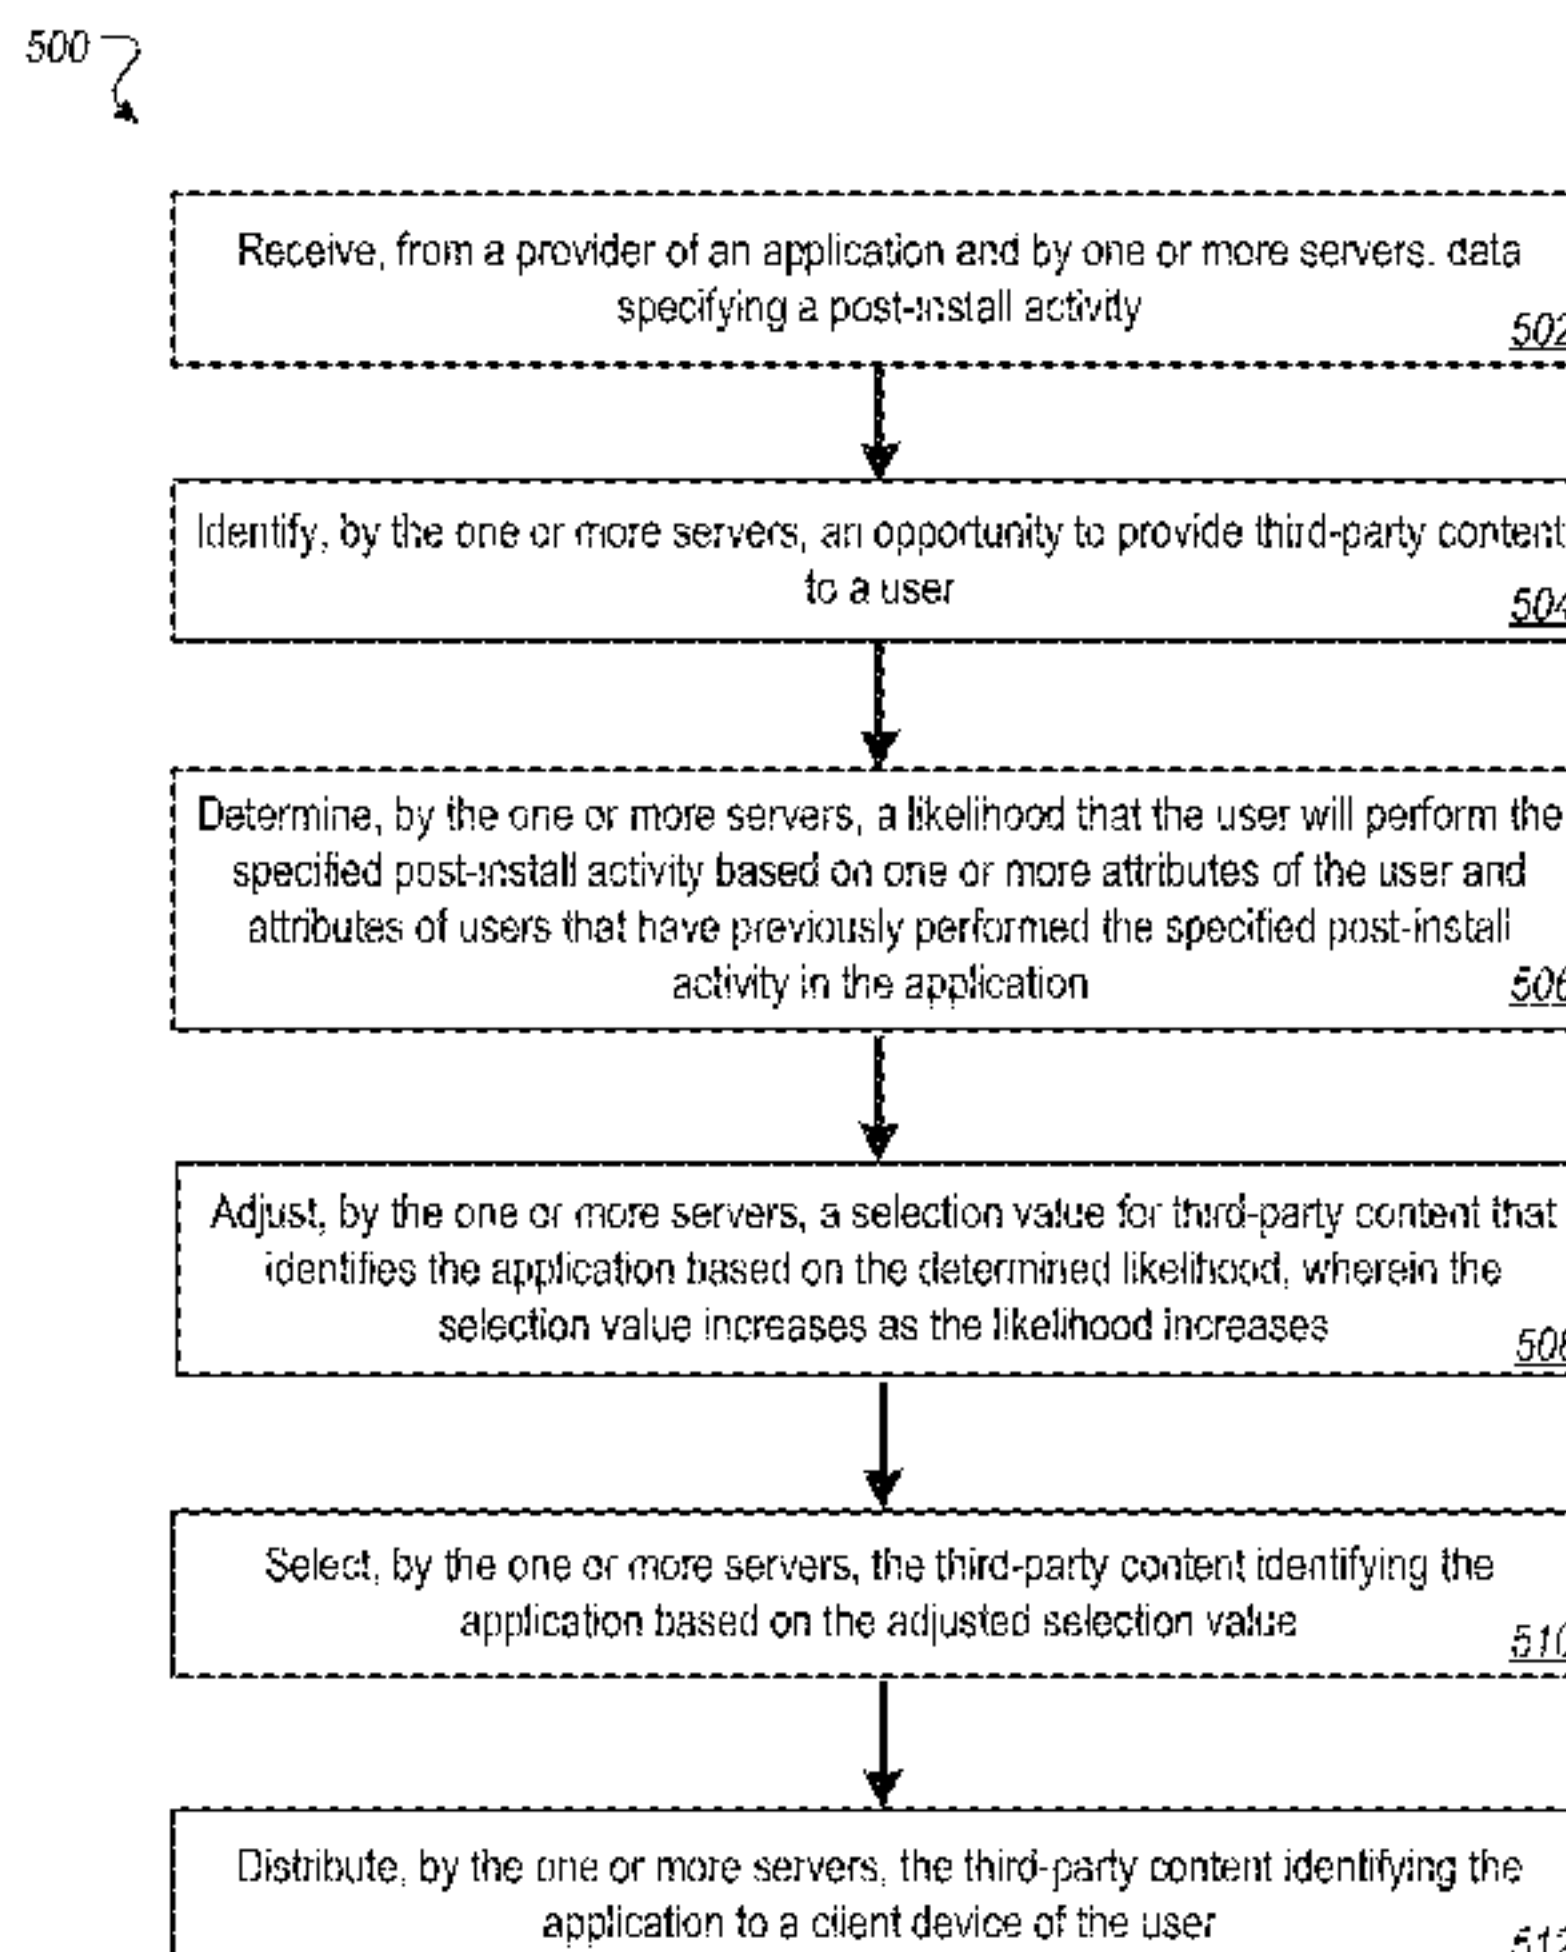 500
Receive, from a provider of an application and by one or more servers. data
specifying a post-install activity
502
Identify, by the one or more servers, an opportunity to provide third-party content
to a user
504
Determine, by the one or more servers, a likelihood that the user will perform the
specified post-install activity based on one or more attributes of the user and
attributes of users that have previously performed the specified post-install
activity in the application
506
Adjust, by the one or more servers, a selection value for third-party content that
identifies the application based on the determined likelihood, wherein the
selection value increases as the likelihood increases
508
Select, by the one or more servers, the third-party content identifying the
application based on the adjusted selection value
510
Distribute, by the one or more servers, the third-party content identifying the
application to a client device of the user